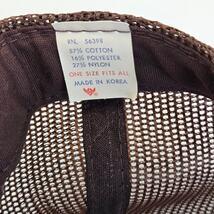 RN. 56398
57% COTTON
16% POLYESTER
27% NYLON
ONE SIZE FITS ALL
MADE IN KOREA